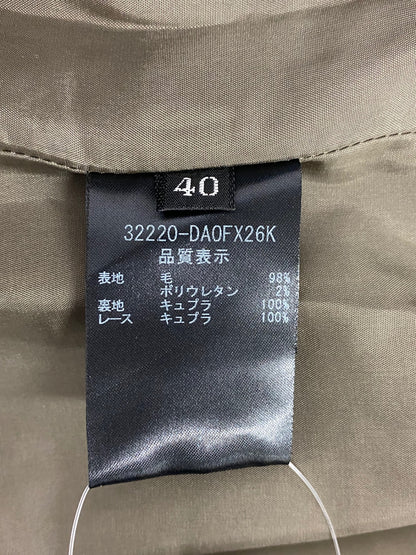 40
32220-DA0FX26K
品質表示
表地 毛 98%
ポリウレタン 2%
裏地 キュプラ 100%
レース キュプラ 100%